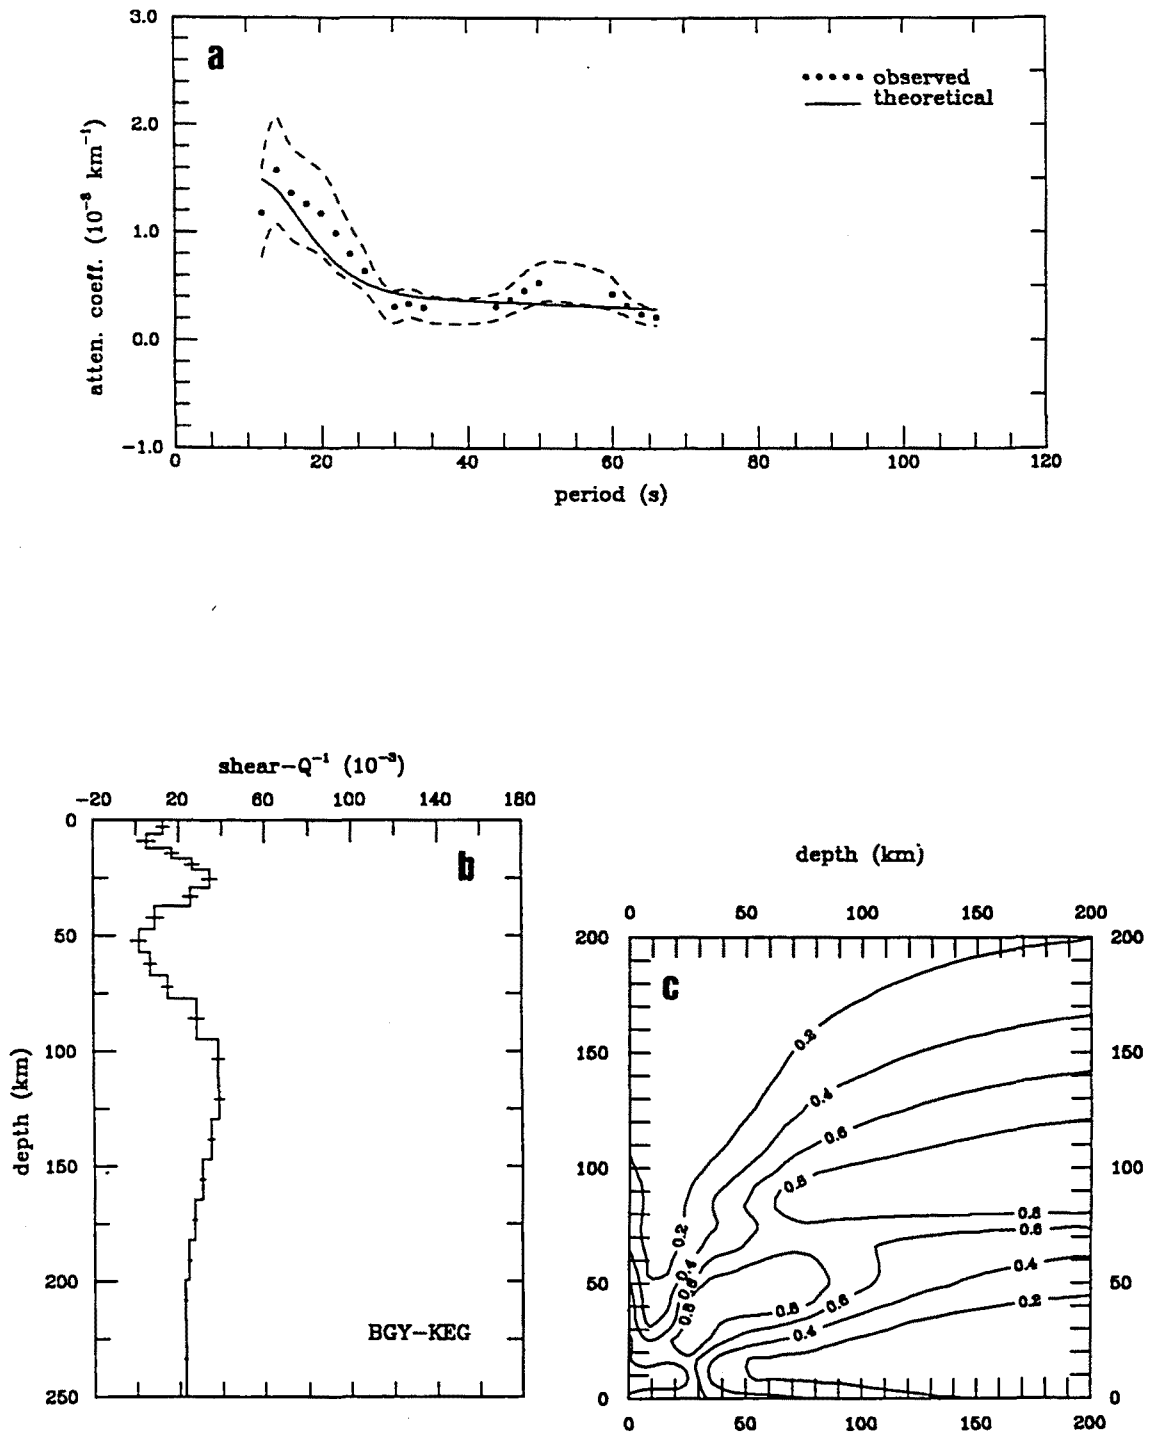 3.0
a
observed
theoretical
2.0
1.0
0.0
-1.0
atten. coeff. (10⁻³ km⁻¹)
0 20 40 60 80 100 120
period (s)
shear-Q⁻¹ (10⁻³)
-20 20 60 100 140 180
0
50
100
150
200
250
depth (km)
b
BGY-KEG
depth (km)
0 50 100 150 200
200 200
c
150 150
100 100
50 50
0 0
0.2
0.4
0.6
0.8
0.8
0.6
0.4
0.2
0.2
0.4
0.6
0.8
0.8
0.6
0.4
0 50 100 150 200